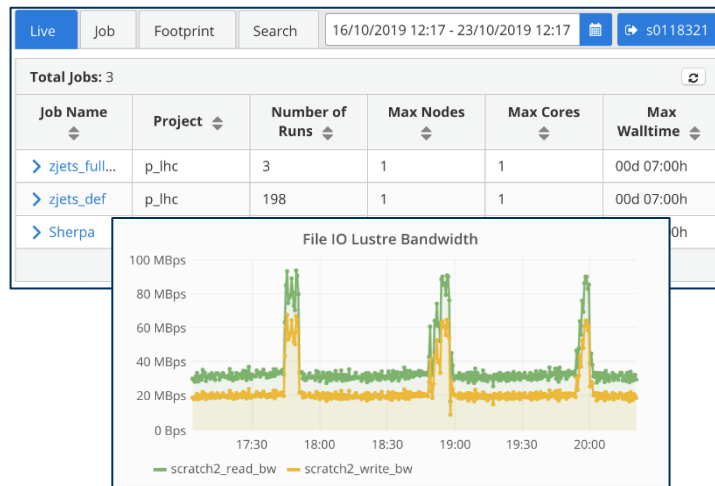 Live Job Footprint Search 16/10/2019 12:17 - 23/10/2019 12:17 s0118321
Total Jobs: 3
Job Name Project Number of Runs Max Nodes Max Cores Max Walltime
zjets_full... p_lhc 3 1 1 00d 07:00h
zjets_def p_lhc 198 1 1 00d 07:00h
Sherpa 0h
File IO Lustre Bandwidth
100 MBps
80 MBps
60 MBps
40 MBps
20 MBps
0 Bps
17:30 18:00 18:30 19:00 19:30 20:00
scratch2_read_bw scratch2_write_bw